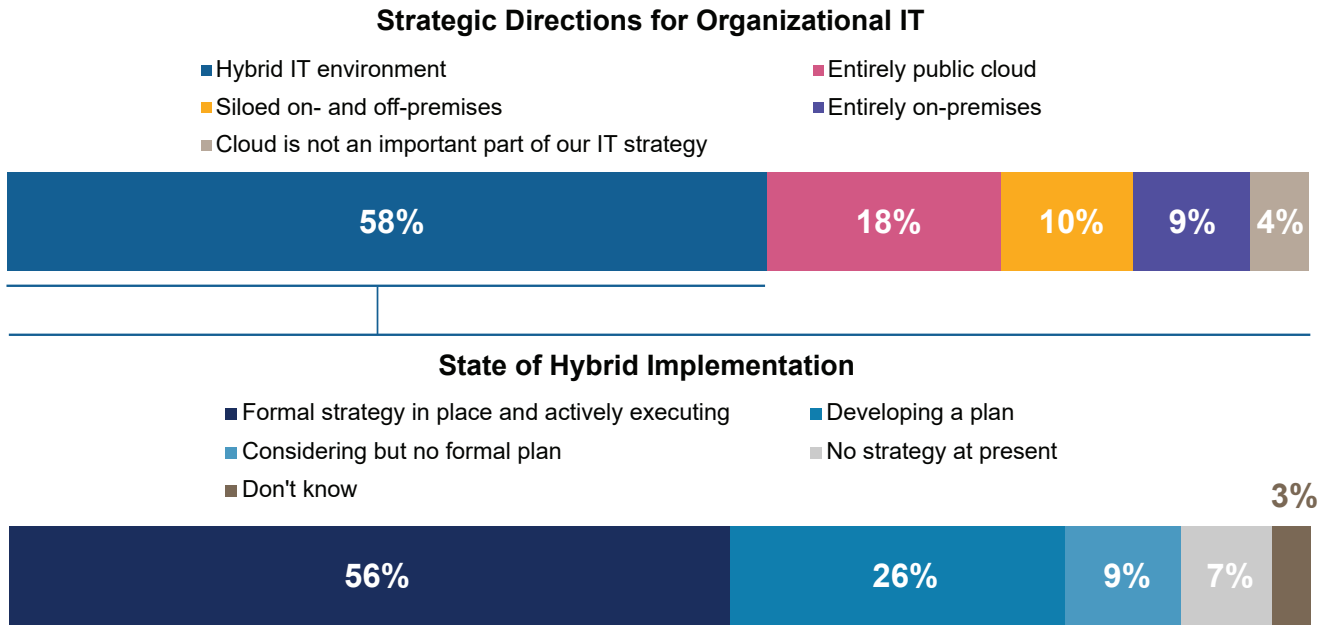 Strategic Directions for Organizational IT
Hybrid IT environment
Entirely public cloud
Siloed on- and off-premises
Entirely on-premises
Cloud is not an important part of our IT strategy
58%
18%
10%
9%
4%
State of Hybrid Implementation
Formal strategy in place and actively executing
Developing a plan
Considering but no formal plan
No strategy at present
Don't know
3%
56%
26%
9%
7%